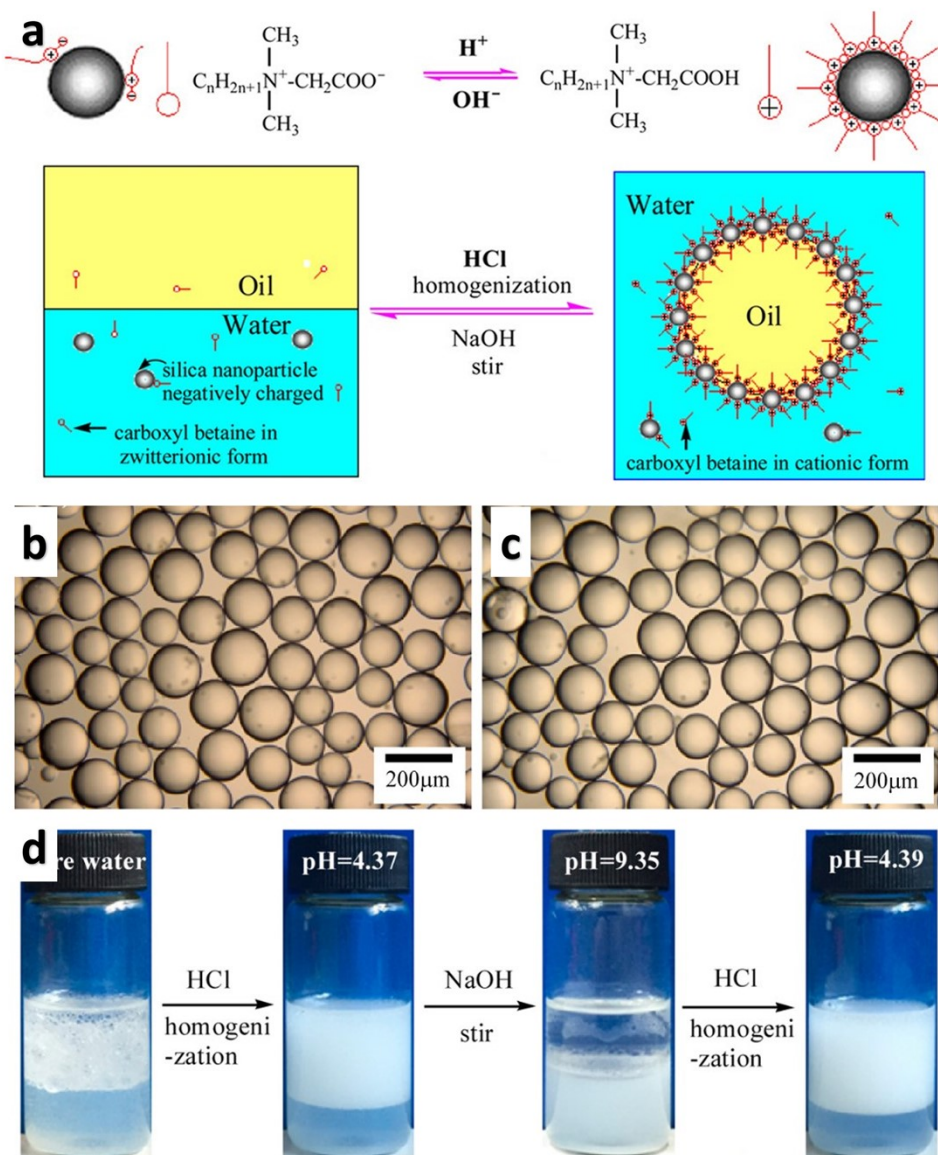 a
CH₃
CₙH₂ₙ₊₁N⁺-CH₂COO⁻
CH₃
H⁺
OH⁻
CH₃
CₙH₂ₙ₊₁N⁺-CH₂COOH
CH₃
Oil
Water
silica nanoparticle
negatively charged
carboxyl betaine in
zwitterionic form
HCl
homogenization
NaOH
stir
Water
Oil
carboxyl betaine in cationic form
b
200μm
c
200μm
d
re water
HCl
homogeni
-zation
pH=4.37
NaOH
stir
pH=9.35
HCl
homogeni
-zation
pH=4.39